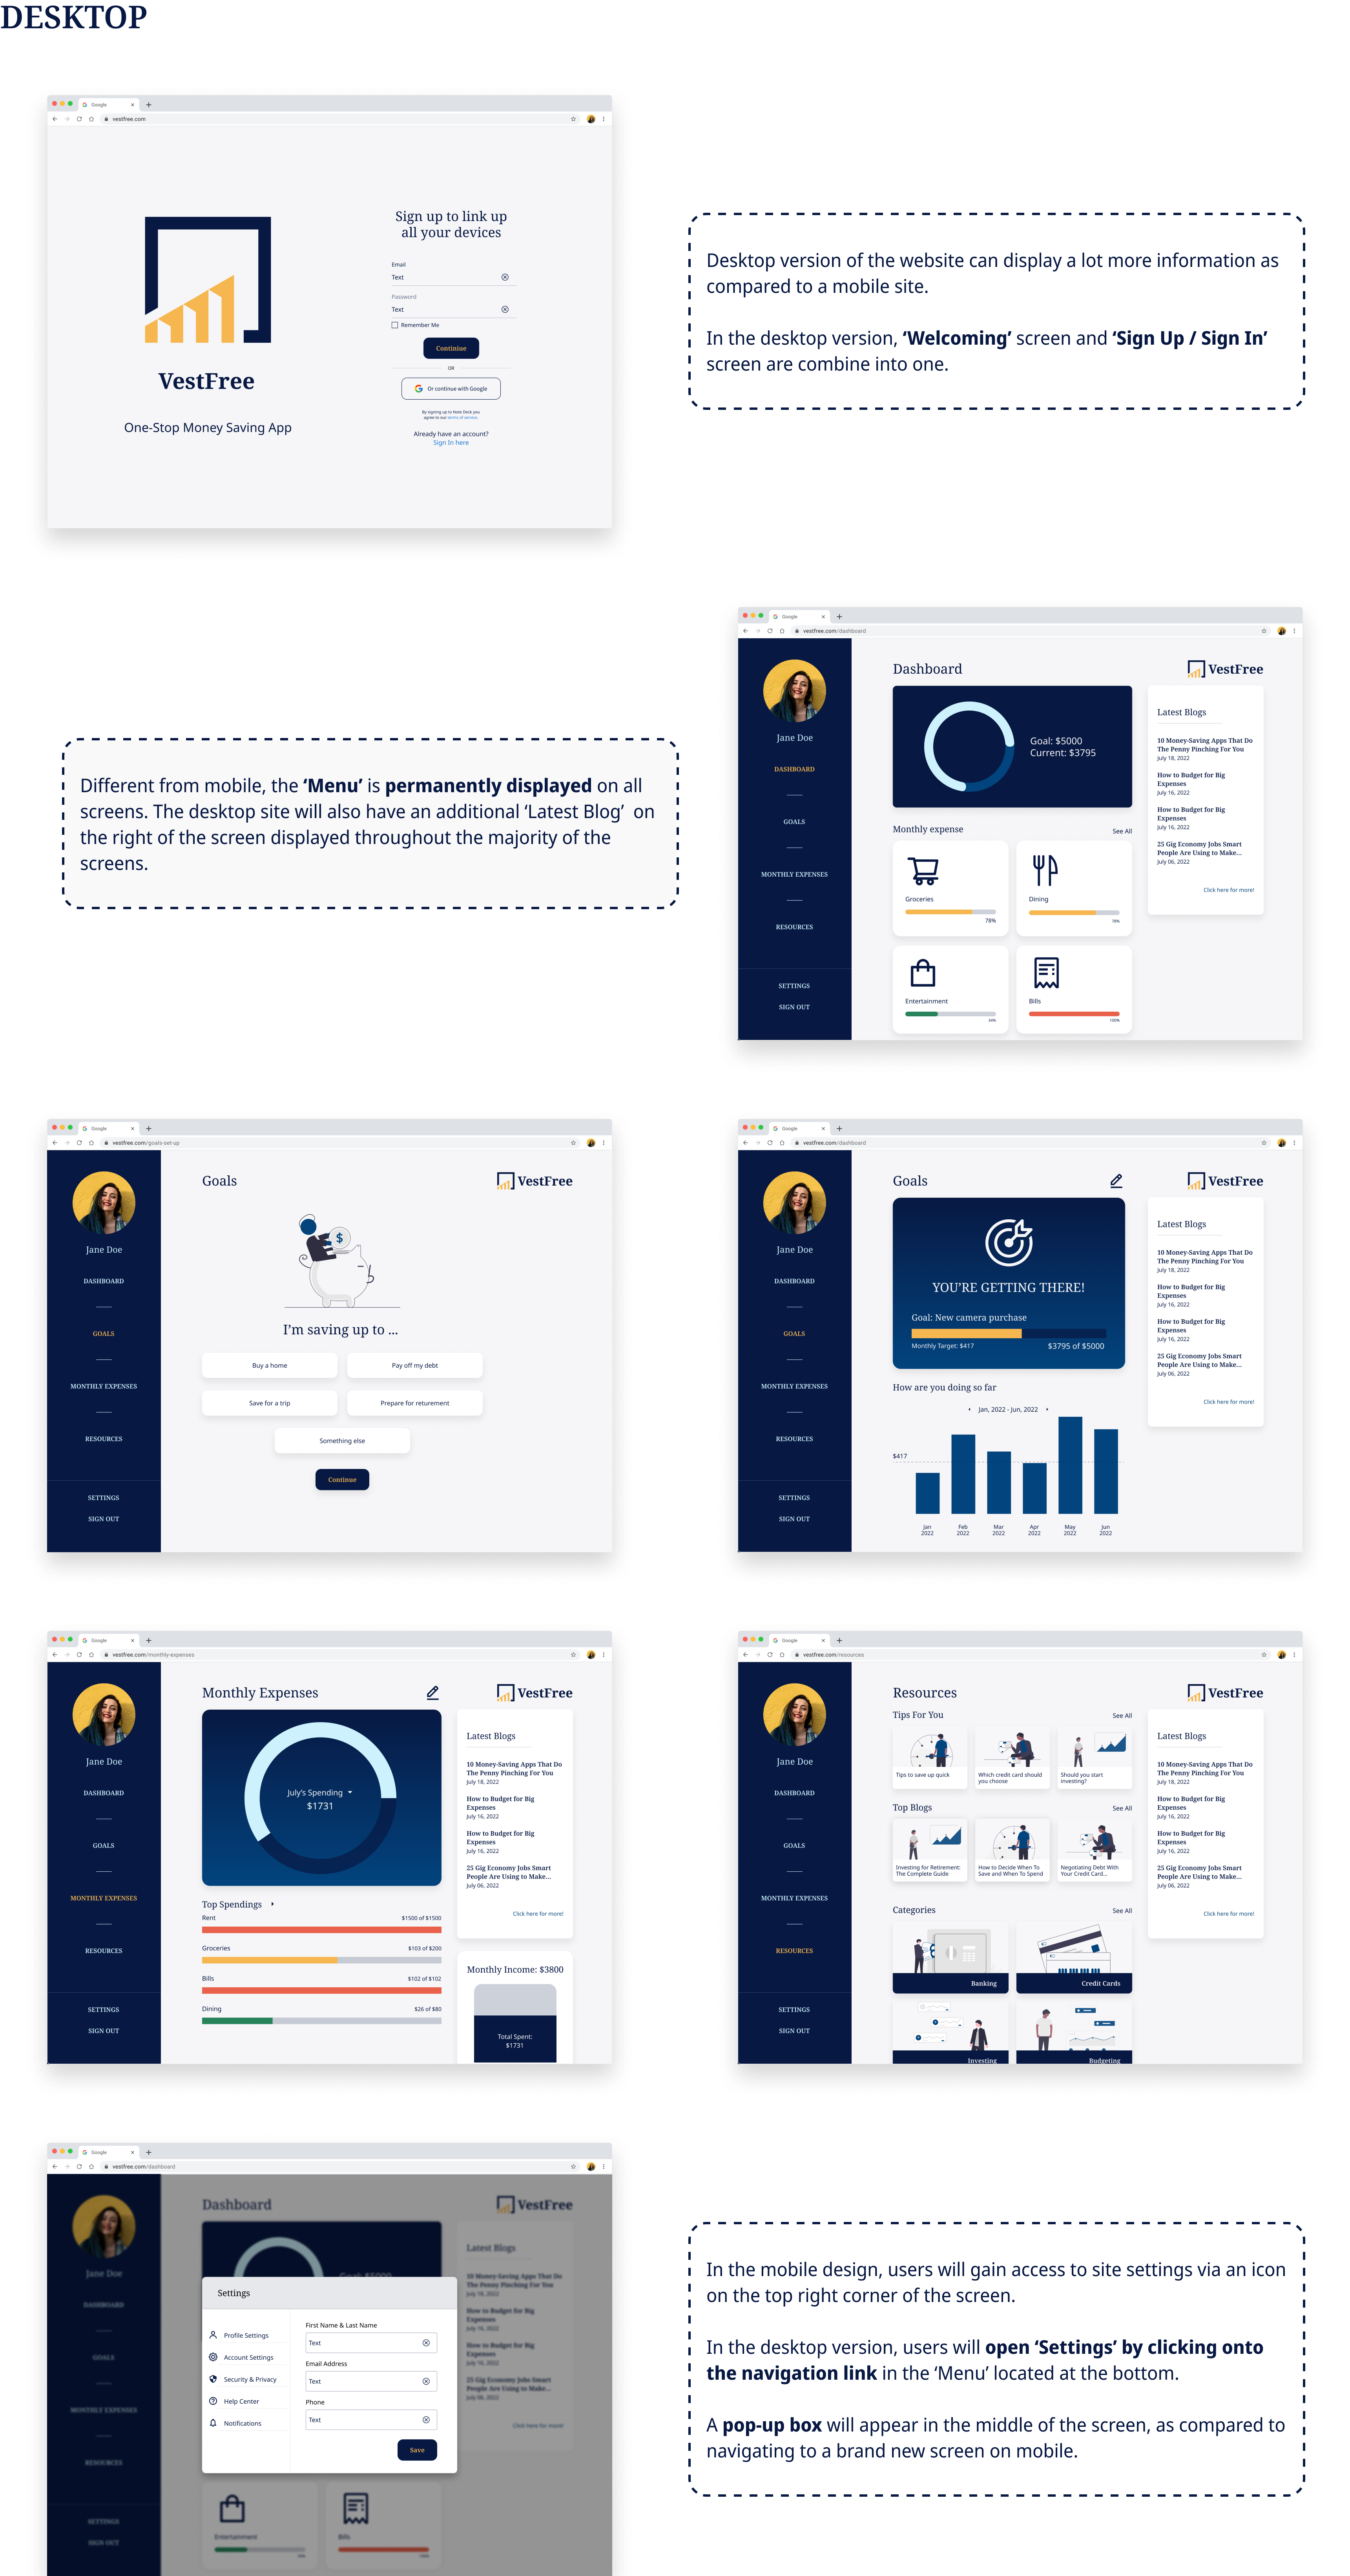 DESKTOP
Google
vestfree.com
Sign up to link up
all your devices
Email
Text
Password
Text
Remember Me
Continiue
OR
Or continue with Google
By signing up to Note Deck you
agree to our terms of service.
Already have an account?
Sign In here
VestFree
One-Stop Money Saving App
Desktop version of the website can display a lot more information as
compared to a mobile site.
In the desktop version, ‘Welcoming’ screen and ‘Sign Up / Sign In’
screen are combine into one.
Different from mobile, the ‘Menu’ is permanently displayed on all
screens. The desktop site will also have an additional ‘Latest Blog’ on
the right of the screen displayed throughout the majority of the
screens.
Google
vestfree.com/dashboard
Jane Doe
DASHBOARD
GOALS
MONTHLY EXPENSES
RESOURCES
SETTINGS
SIGN OUT
Dashboard
VestFree
Goal: $5000
Current: $3795
Monthly expense
See All
Groceries
78%
Dining
78%
Entertainment
34%
Bills
100%
Latest Blogs
10 Money-Saving Apps That Do
The Penny Pinching For You
July 18, 2022
How to Budget for Big
Expenses
July 16, 2022
How to Budget for Big
Expenses
July 16, 2022
25 Gig Economy Jobs Smart
People Are Using to Make...
July 06, 2022
Click here for more!
Google
vestfree.com/goals-set-up
Jane Doe
DASHBOARD
GOALS
MONTHLY EXPENSES
RESOURCES
SETTINGS
SIGN OUT
Goals
VestFree
$
I’m saving up to ...
Buy a home
Pay off my debt
Save for a trip
Prepare for returement
Something else
Continue
Google
vestfree.com/dashboard
Jane Doe
DASHBOARD
GOALS
MONTHLY EXPENSES
RESOURCES
SETTINGS
SIGN OUT
Goals
VestFree
YOU’RE GETTING THERE!
Goal: New camera purchase
Monthly Target: $417
$3795 of $5000
How are you doing so far
Jan, 2022 - Jun, 2022
$417
Jan
2022
Feb
2022
Mar
2022
Apr
2022
May
2022
Jun
2022
Latest Blogs
10 Money-Saving Apps That Do
The Penny Pinching For You
July 18, 2022
How to Budget for Big
Expenses
July 16, 2022
How to Budget for Big
Expenses
July 16, 2022
25 Gig Economy Jobs Smart
People Are Using to Make...
July 06, 2022
Click here for more!
Google
vestfree.com/monthly-expenses
Jane Doe
DASHBOARD
GOALS
MONTHLY EXPENSES
RESOURCES
SETTINGS
SIGN OUT
Monthly Expenses
VestFree
July’s Spending
$1731
Top Spendings
Rent
$1500 of $1500
Groceries
$103 of $200
Bills
$102 of $102
Dining
$26 of $80
Latest Blogs
10 Money-Saving Apps That Do
The Penny Pinching For You
July 18, 2022
How to Budget for Big
Expenses
July 16, 2022
How to Budget for Big
Expenses
July 16, 2022
25 Gig Economy Jobs Smart
People Are Using to Make...
July 06, 2022
Click here for more!
Monthly Income: $3800
Total Spent:
$1731
Google
vestfree.com/resources
Jane Doe
DASHBOARD
GOALS
MONTHLY EXPENSES
RESOURCES
SETTINGS
SIGN OUT
Resources
VestFree
Tips For You
See All
Tips to save up quick
Which credit card should
you choose
Should you start
investing?
Top Blogs
See All
Investing for Retirement:
The Complete Guide
How to Decide When To
Save and When To Spend
Negotiating Debt With
Your Credit Card...
Categories
See All
Banking
Credit Cards
Investing
Budgeting
Latest Blogs
10 Money-Saving Apps That Do
The Penny Pinching For You
July 18, 2022
How to Budget for Big
Expenses
July 16, 2022
How to Budget for Big
Expenses
July 16, 2022
25 Gig Economy Jobs Smart
People Are Using to Make...
July 06, 2022
Click here for more!
Google
vestfree.com/dashboard
Jane Doe
DASHBOARD
GOALS
MONTHLY EXPENSES
RESOURCES
SETTINGS
SIGN OUT
Dashboard
VestFree
Goal: $5000
Latest Blogs
10 Money-Saving Apps That Do
The Penny Pinching For You
July 18, 2022
How to Budget for Big
Expenses
July 16, 2022
How to Budget for Big
Expenses
July 16, 2022
25 Gig Economy Jobs Smart
People Are Using to Make...
July 06, 2022
Click here for more!
Settings
Profile Settings
Account Settings
Security & Privacy
Help Center
Notifications
First Name & Last Name
Text
Email Address
Text
Phone
Text
Save
Entertainment
Bills
In the mobile design, users will gain access to site settings via an icon
on the top right corner of the screen.
In the desktop version, users will open ‘Settings’ by clicking onto
the navigation link in the ‘Menu’ located at the bottom.
A pop-up box will appear in the middle of the screen, as compared to
navigating to a brand new screen on mobile.